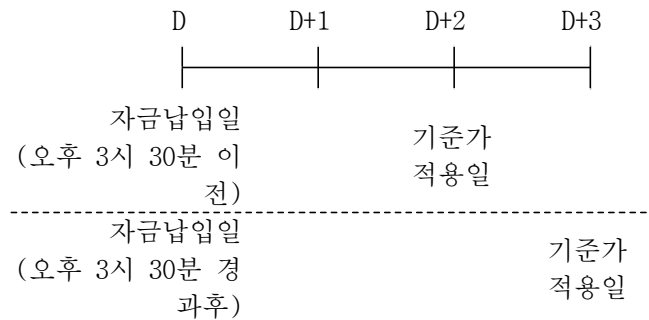 D D+1 D+2 D+3
자금납입일
(오후 3시 30분 이
전)
기준가
적용일
자금납입일
(오후 3시 30분 경
과후)
기준가
적용일